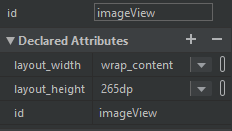 id imageView
Declared Attributes + −
layout_width wrap_content
layout_height 265dp
id imageView